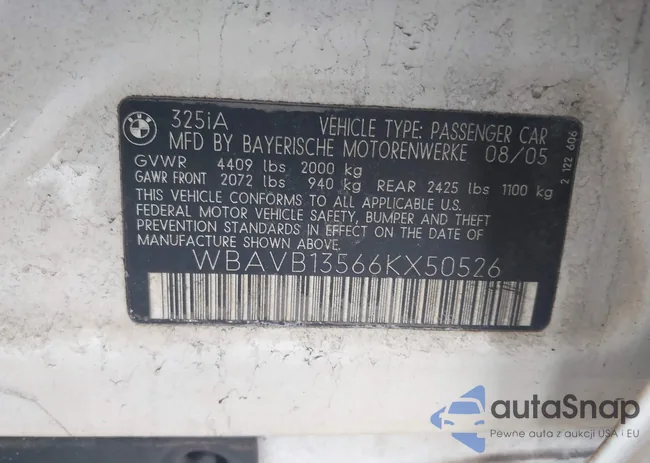 325iA VEHICLE TYPE: PASSENGER CAR
MFD BY BAYERISCHE MOTORENWERKE 08/05
GVWR 4409 lbs 2000 kg
GAWR FRONT 2072 lbs 940 kg REAR 2425 lbs 1100 kg
THIS VEHICLE CONFORMS TO ALL APPLICABLE U.S.
FEDERAL MOTOR VEHICLE SAFETY, BUMPER AND THEFT
PREVENTION STANDARDS IN EFFECT ON THE DATE OF
MANUFACTURE SHOWN ABOVE.
WBAVB13566KX50526
2 122 606
autaSnap
Pewne auta z aukcji USA i EU